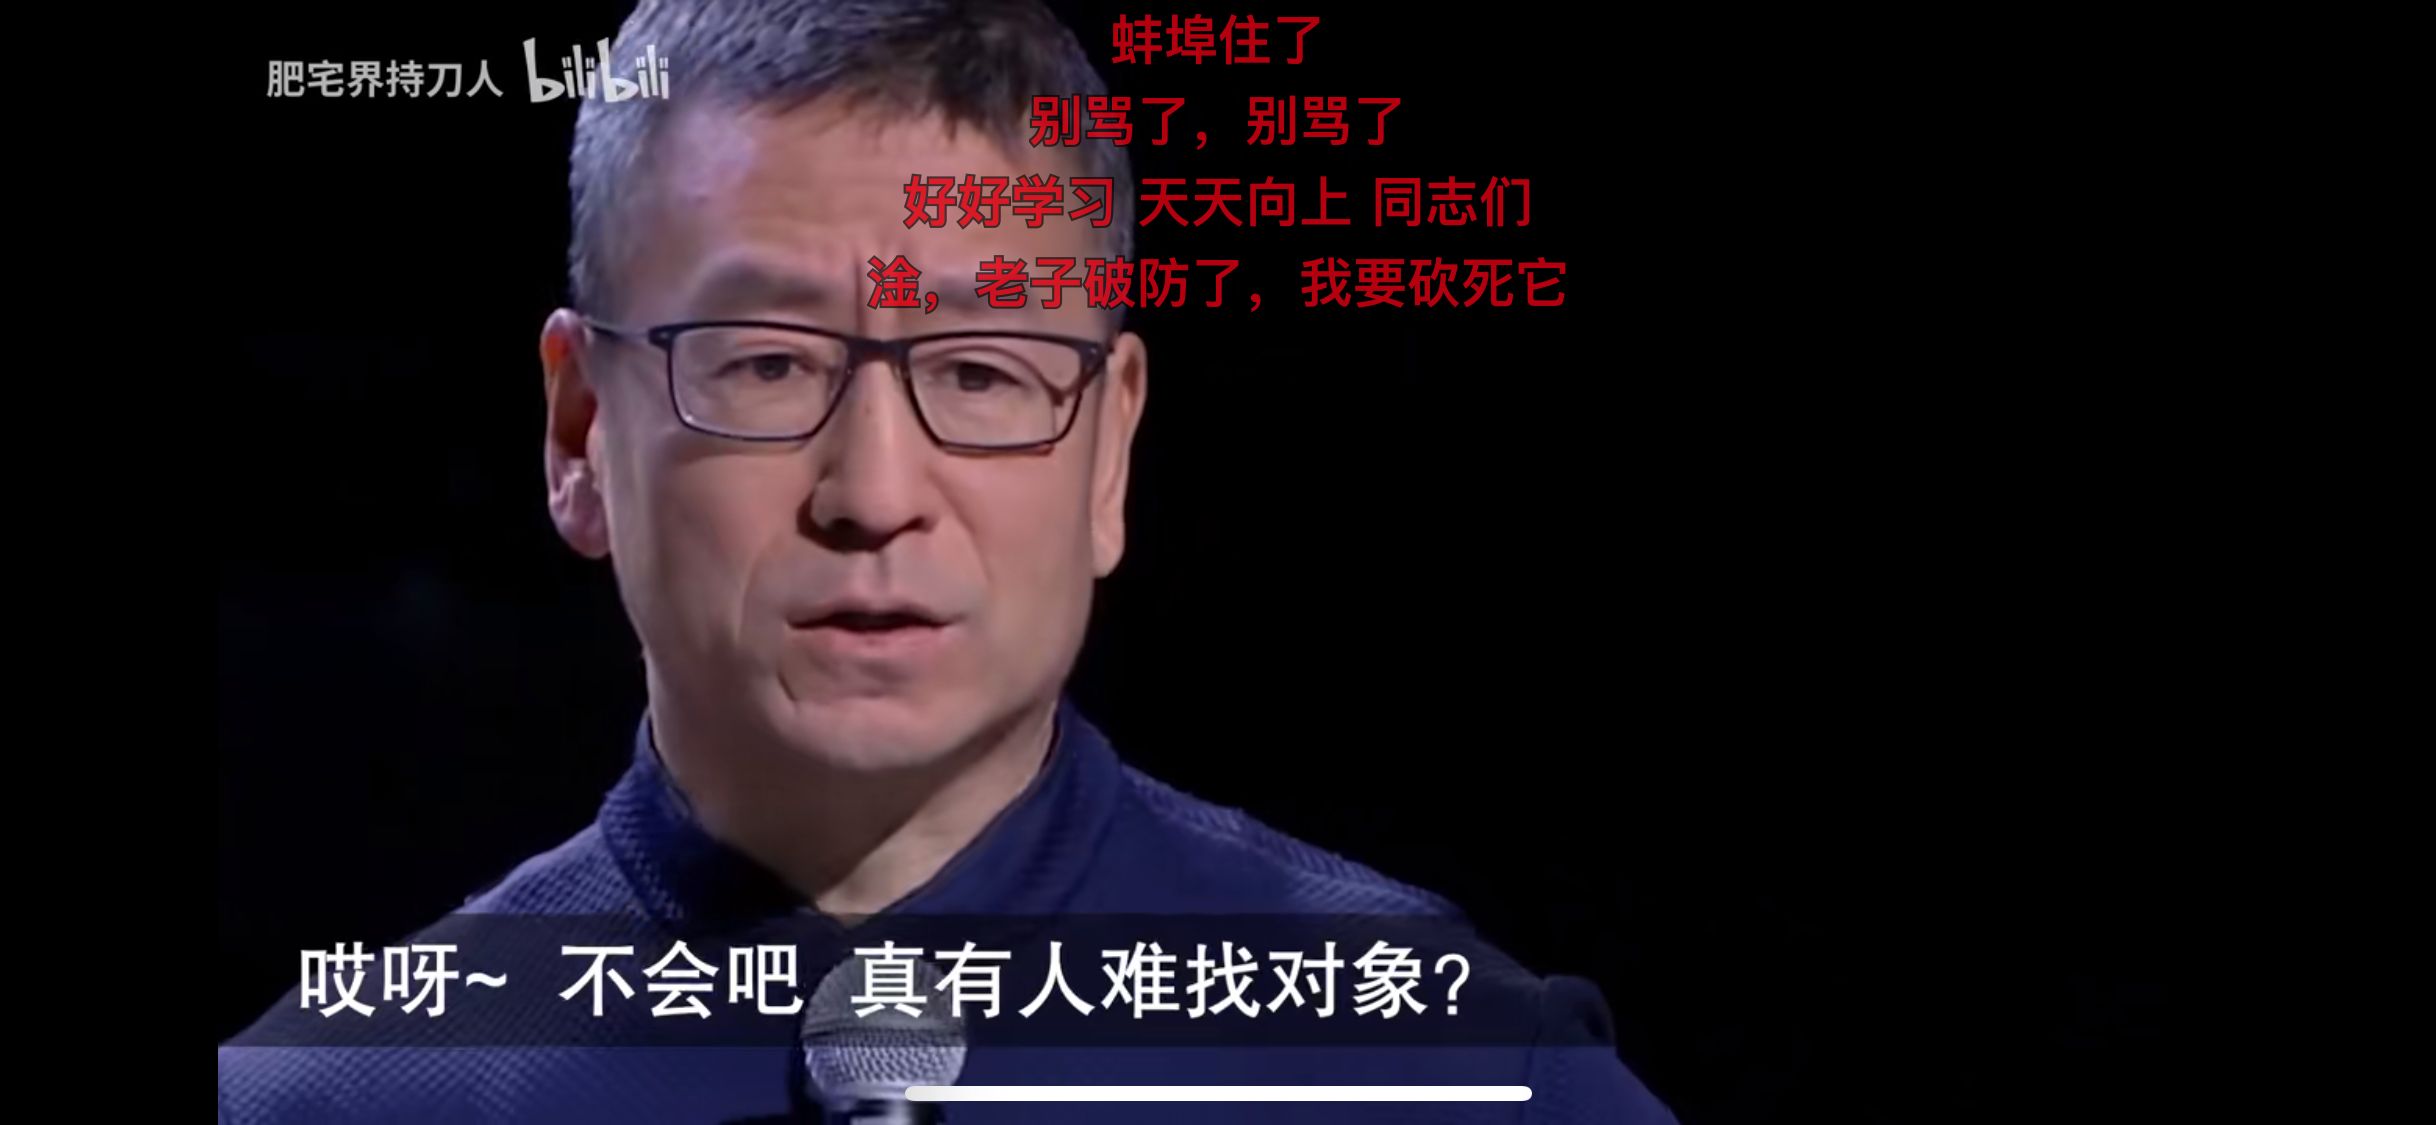 蚌埠住了
肥宅界持刀人 bilibili
别骂了，别骂了
好好学习 天天向上 同志们
淦，老子破防了，我要砍死它
哎呀~ 不会吧 真有人难找对象?